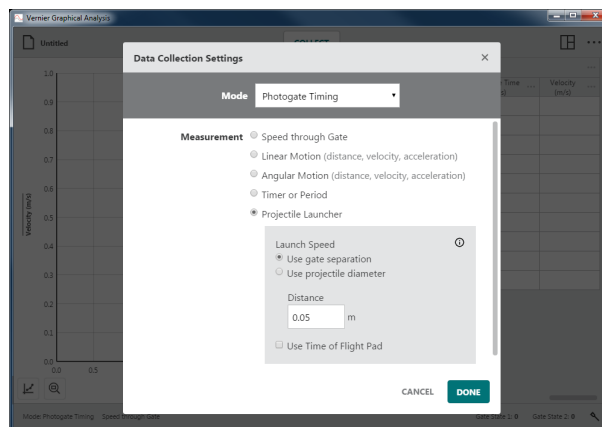 Vernier Graphical Analysis
Untitled
COLLECT
Data Collection Settings
Mode Photogate Timing
Measurement Speed through Gate
Linear Motion (distance, velocity, acceleration)
Angular Motion (distance, velocity, acceleration)
Timer or Period
Projectile Launcher
Launch Speed
Use gate separation
Use projectile diameter
Distance
0.05 m
Use Time of Flight Pad
CANCEL DONE
Time Velocity
(m/s)
1.0
0.9
0.8
0.7
0.6
0.5
0.4
0.3
0.2
0.1
0.0
0.0 0.5
Velocity (m/s)
Mode: Photogate Timing Speed through Gate Gate State 1: 0 Gate State 2: 0